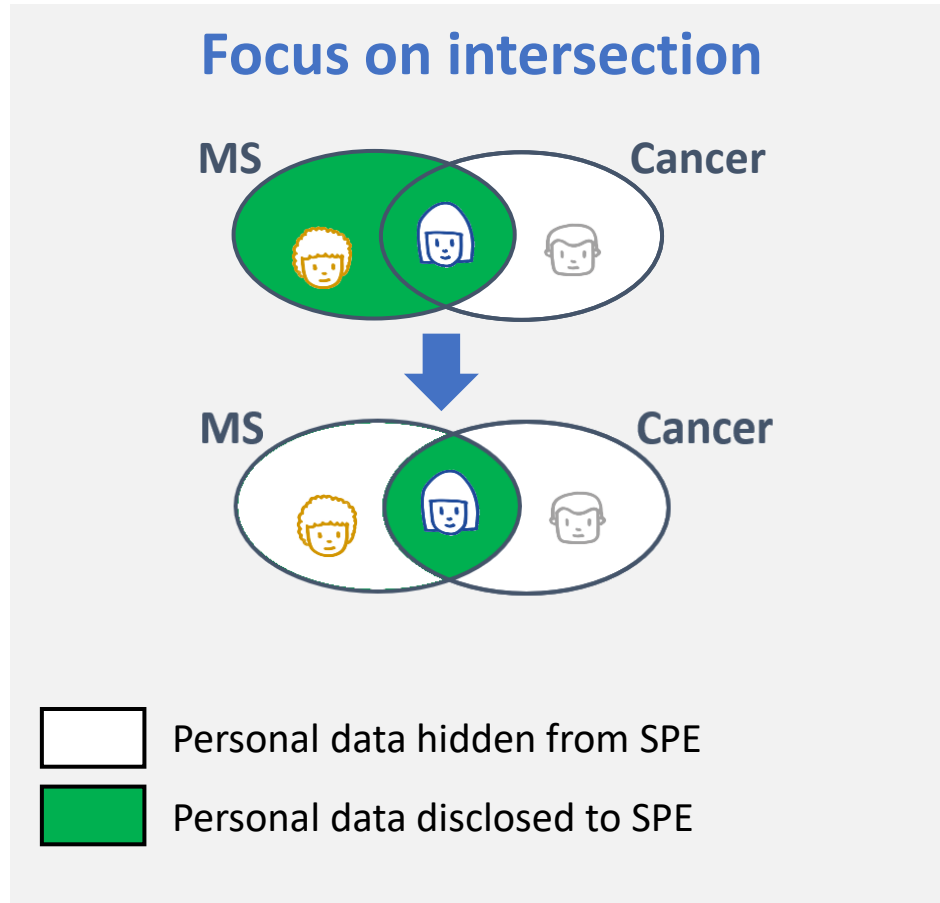 Focus on intersection
MS
Cancer
MS
Cancer
Personal data hidden from SPE
Personal data disclosed to SPE